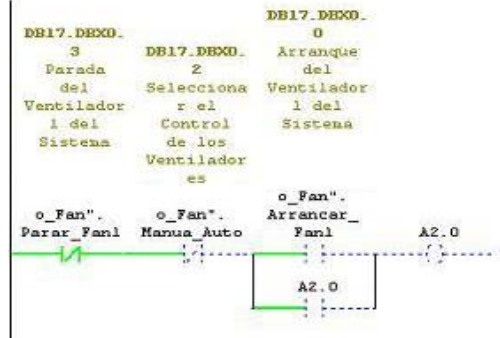 DB17.DBX0.
3
Parada
del
Ventilador
1 del
Sistema
DB17.DBX0.
2
Selecciona
r el
Control
de los
Ventilador
es
DB17.DBX0.
0
Arranque
del
Ventilador
1 del
Sistema
o_Fan".
Parar_Fan1
o_Fan".
Manua_Auto
o_Fan".
Arrancar_
Fan1
A2.0
A2.0